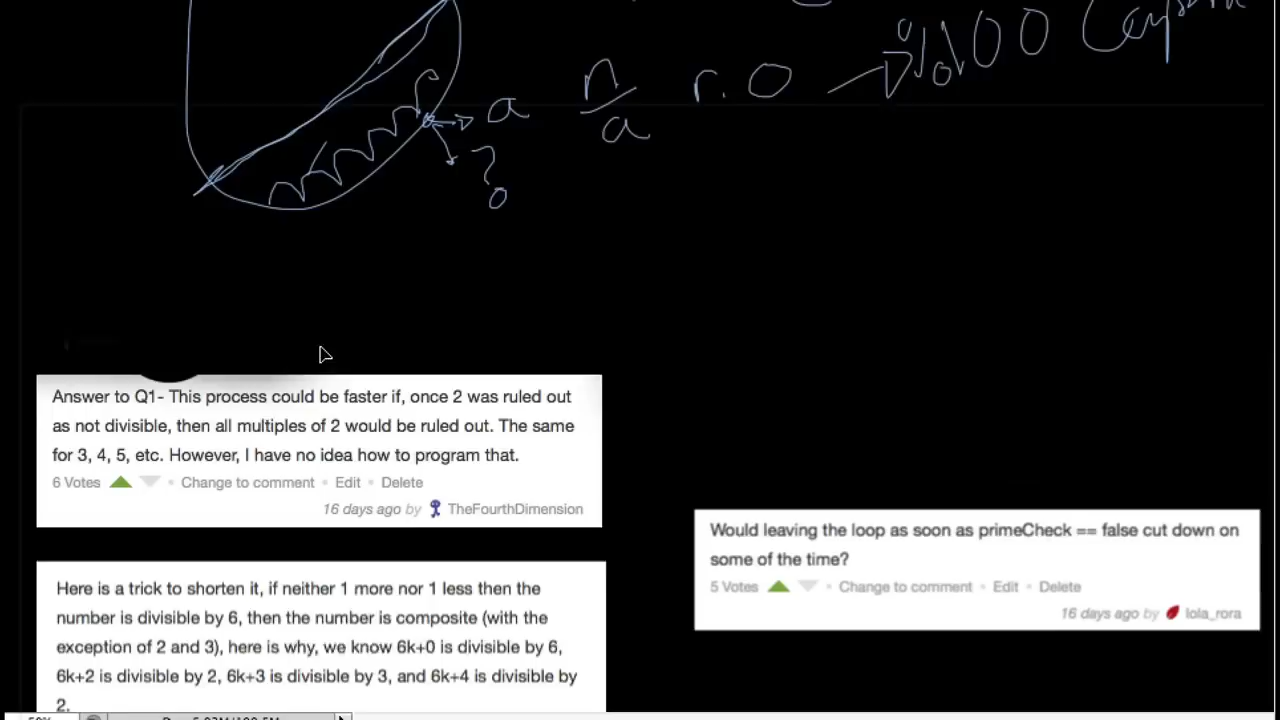 a
n
a
r. 0
100
?
Answer to Q1- This process could be faster if, once 2 was ruled out
as not divisible, then all multiples of 2 would be ruled out. The same
for 3, 4, 5, etc. However, I have no idea how to program that.
6 Votes • Change to comment • Edit • Delete
16 days ago by TheFourthDimension
Would leaving the loop as soon as primeCheck == false cut down on
some of the time?
5 Votes • Change to comment • Edit • Delete
16 days ago by lola_rora
Here is a trick to shorten it, if neither 1 more nor 1 less then the
number is divisible by 6, then the number is composite (with the
exception of 2 and 3), here is why, we know 6k+0 is divisible by 6,
6k+2 is divisible by 2, 6k+3 is divisible by 3, and 6k+4 is divisible by
2.